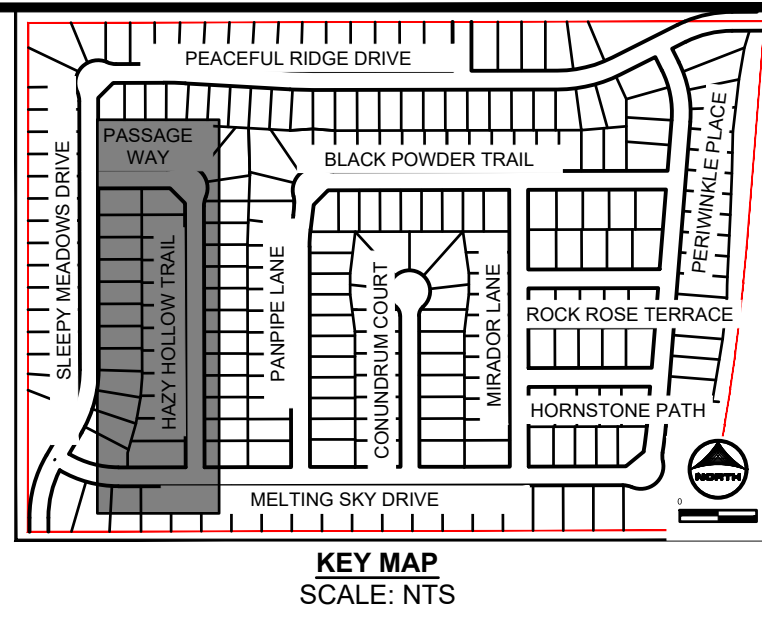 PEACEFUL RIDGE DRIVE
PASSAGE
WAY
BLACK POWDER TRAIL
PERIWINKLE PLACE
SLEEPY MEADOWS DRIVE
HAZY HOLLOW TRAIL
PANPIPE LANE
CONUNDRUM COURT
MIRADOR LANE
ROCK ROSE TERRACE
HORNSTONE PATH
NORTH
0
MELTING SKY DRIVE
KEY MAP
SCALE: NTS